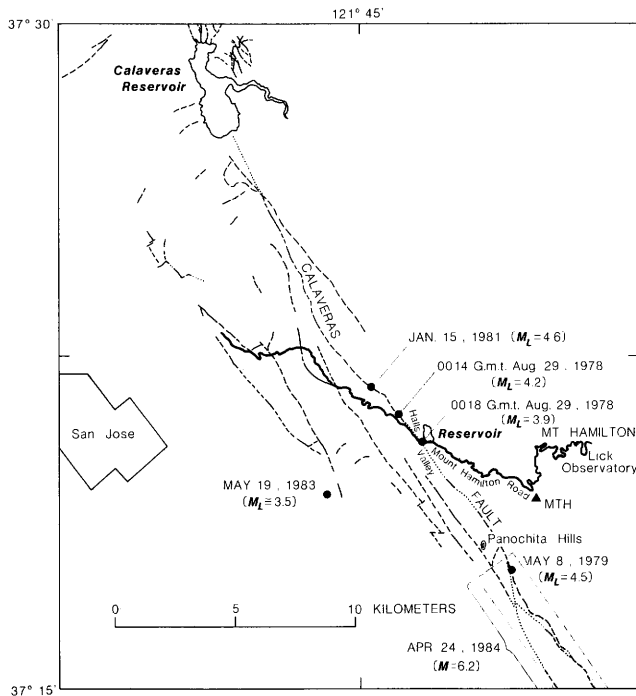 37° 30'
121° 45'
Calaveras
Reservoir
CALAVERAS
JAN. 15, 1981 (ML=4 6)
0014 G.m.t. Aug 29, 1978
(ML=4.2)
0018 G.m.t. Aug. 29, 1978
(ML=3.9)
Halls
Valley
Reservoir
MT HAMILTON
Lick
Observatory
San Jose
Mount Hamilton Road
MAY 19, 1983
(ML=3.5)
FAULT
MTH
Panochita Hills
MAY 8, 1979
(ML=4.5)
0 5 10 KILOMETERS
APR 24, 1984
(M=6.2)
37° 15'